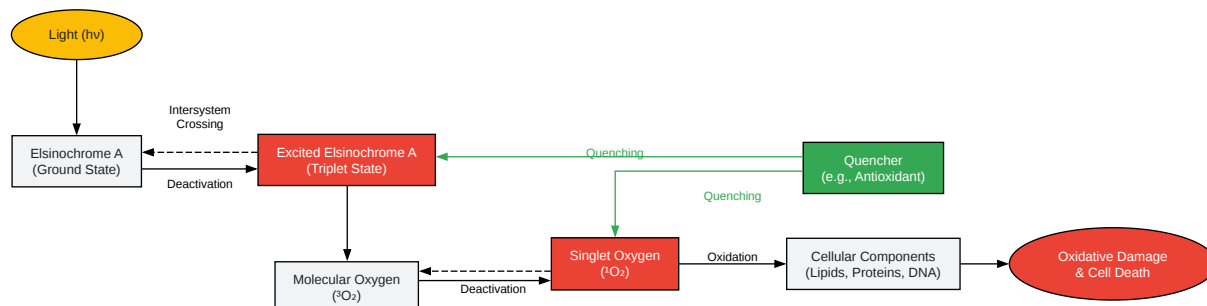 Light (hν)
Intersystem
Crossing
Elsinochrome A
(Ground State)
Deactivation
Excited Elsinochrome A
(Triplet State)
Quenching
Quencher
(e.g., Antioxidant)
Quenching
Molecular Oxygen
(³O₂)
Deactivation
Singlet Oxygen
(¹O₂)
Oxidation
Cellular Components
(Lipids, Proteins, DNA)
Oxidative Damage
& Cell Death